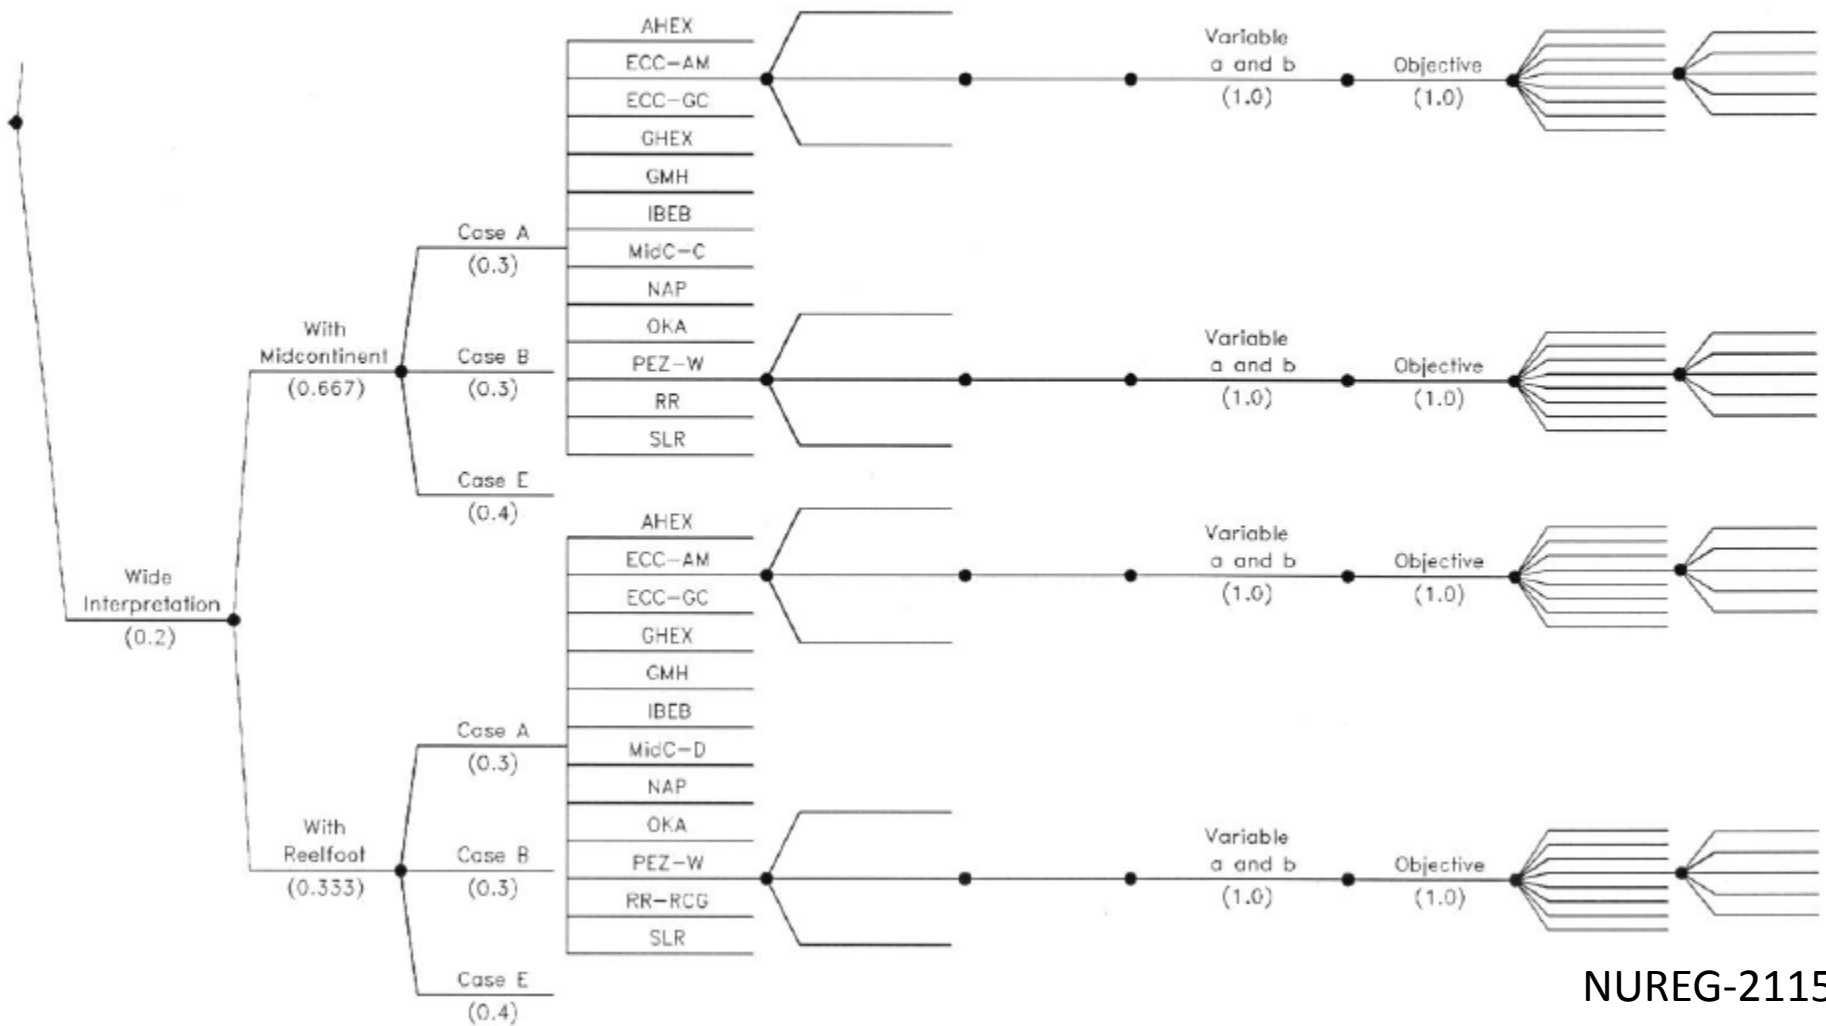 Wide
Interpretation
(0.2)
With
Midcontinent
(0.667)
Case A
(0.3)
Case B
(0.3)
Case E
(0.4)
AHEX
ECC-AM
ECC-GC
GHEX
GMH
IBEB
MidC-C
NAP
OKA
PEZ-W
RR
SLR
Variable
a and b
(1.0)
Objective
(1.0)
Variable
a and b
(1.0)
Objective
(1.0)
With
Reelfoot
(0.333)
Case A
(0.3)
Case B
(0.3)
Case E
(0.4)
AHEX
ECC-AM
ECC-GC
GHEX
GMH
IBEB
MidC-D
NAP
OKA
PEZ-W
RR-RCG
SLR
Variable
a and b
(1.0)
Objective
(1.0)
Variable
a and b
(1.0)
Objective
(1.0)
NUREG-2115